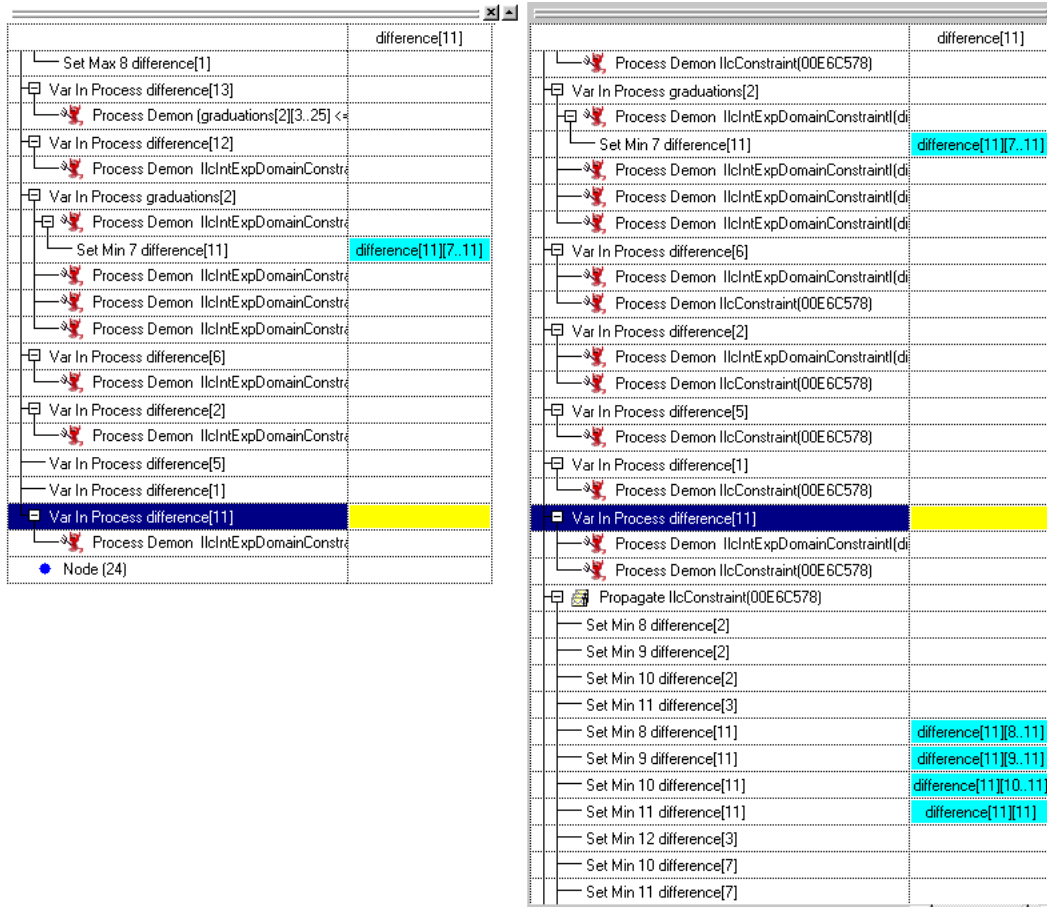 difference[11]
Set Max 8 difference[1]
Var In Process difference[13]
Process Demon (graduations[2][3..25] <=
Var In Process difference[12]
Process Demon IlcIntExpDomainConstra
Var In Process graduations[2]
Process Demon IlcIntExpDomainConstra
Set Min 7 difference[11] difference[11][7..11]
Process Demon IlcIntExpDomainConstra
Process Demon IlcIntExpDomainConstra
Process Demon IlcIntExpDomainConstra
Var In Process difference[6]
Process Demon IlcIntExpDomainConstra
Var In Process difference[2]
Process Demon IlcIntExpDomainConstra
Var In Process difference[5]
Var In Process difference[1]
Var In Process difference[11]
Process Demon IlcIntExpDomainConstra
Node (24)
difference[11]
Process Demon IlcConstraint(00E6C578)
Var In Process graduations[2]
Process Demon IlcIntExpDomainConstraintI(di
Set Min 7 difference[11] difference[11][7..11]
Process Demon IlcIntExpDomainConstraintI(di
Process Demon IlcIntExpDomainConstraintI(di
Process Demon IlcIntExpDomainConstraintI(di
Var In Process difference[6]
Process Demon IlcIntExpDomainConstraintI(di
Process Demon IlcConstraint(00E6C578)
Var In Process difference[2]
Process Demon IlcIntExpDomainConstraintI(di
Process Demon IlcConstraint(00E6C578)
Var In Process difference[5]
Process Demon IlcConstraint(00E6C578)
Var In Process difference[1]
Process Demon IlcConstraint(00E6C578)
Var In Process difference[11]
Process Demon IlcIntExpDomainConstraintI(di
Process Demon IlcConstraint(00E6C578)
Propagate IlcConstraint(00E6C578)
Set Min 8 difference[2]
Set Min 9 difference[2]
Set Min 10 difference[2]
Set Min 11 difference[3]
Set Min 8 difference[11] difference[11][8..11]
Set Min 9 difference[11] difference[11][9..11]
Set Min 10 difference[11] difference[11][10..11]
Set Min 11 difference[11] difference[11][11]
Set Min 12 difference[3]
Set Min 10 difference[7]
Set Min 11 difference[7]